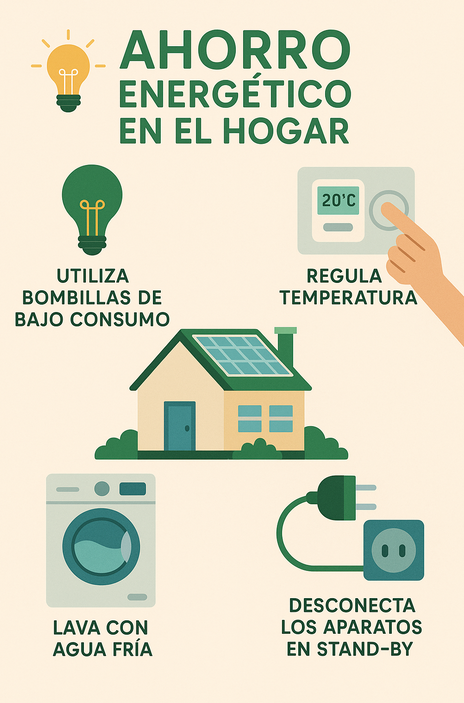 AHORRO
ENERGÉTICO
EN EL HOGAR
UTILIZA
BOMBILLAS DE
BAJO CONSUMO
20'C
REGULA
TEMPERATURA
LAVA CON
AGUA FRÍA
DESCONECTA
LOS APARATOS
EN STAND-BY